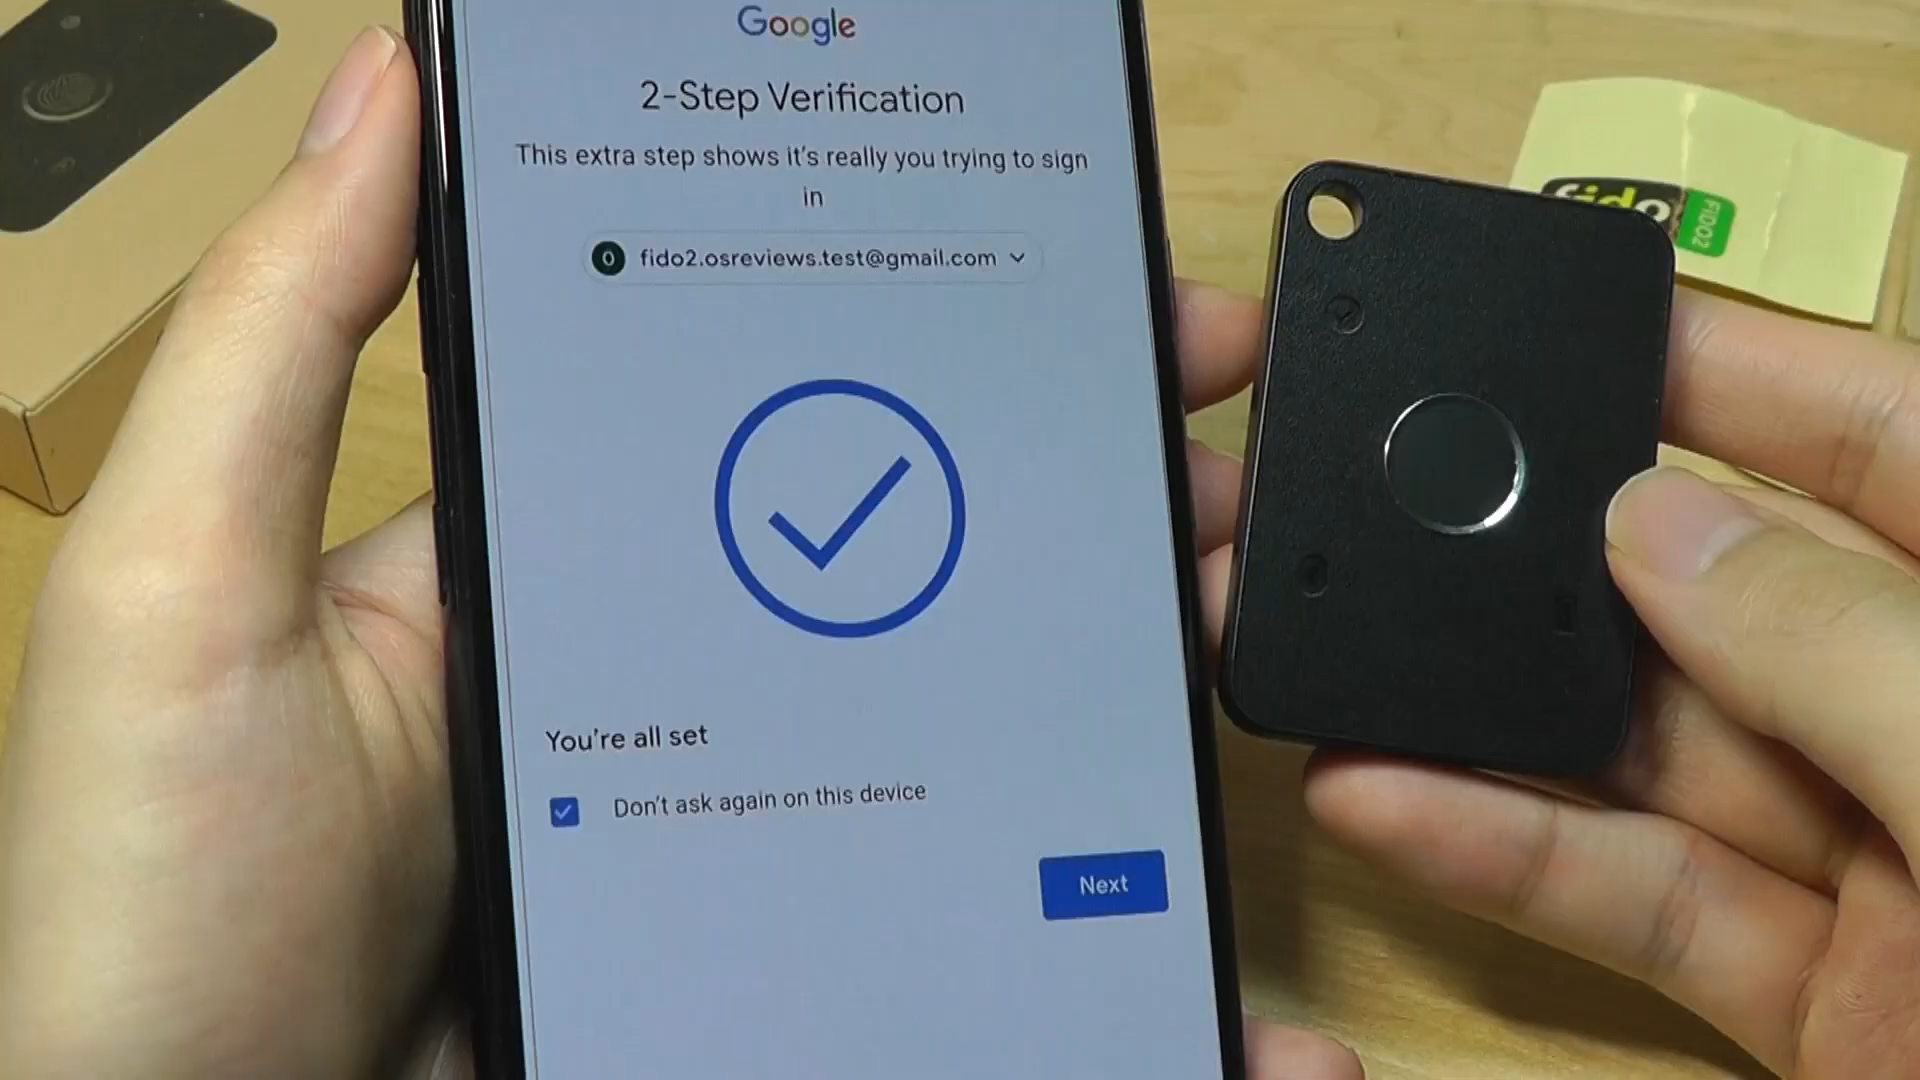 Google
2-Step Verification
This extra step shows it's really you trying to sign
in
fido2.osreviews.test@gmail.com
You're all set
Don't ask again on this device
Next
fido
FIDO2